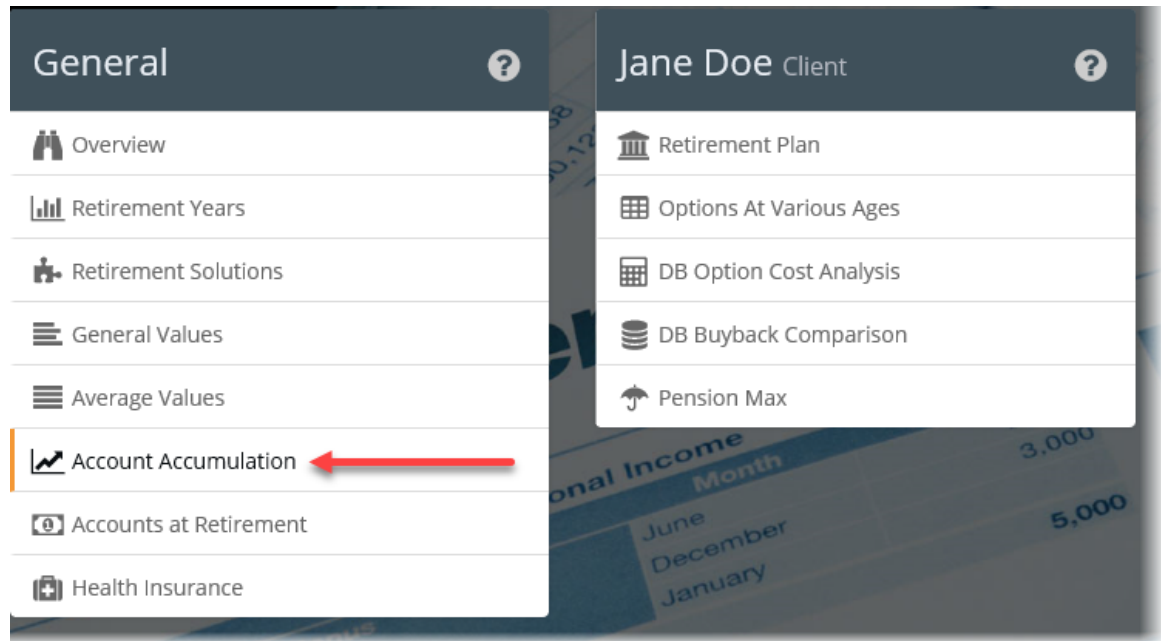 General
Overview
Retirement Years
Retirement Solutions
General Values
Average Values
Account Accumulation
Accounts at Retirement
Health Insurance
Jane Doe Client
Retirement Plan
Options At Various Ages
DB Option Cost Analysis
DB Buyback Comparison
Pension Max
onal Income
Month
3,000
June
December
January
5,000